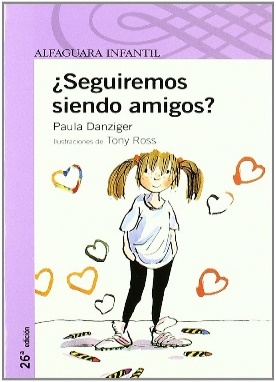 ALFAGUARA INFANTIL
¿Seguiremos
siendo amigos?
Paula Danziger
Ilustraciones de Tony Ross
26ª edición